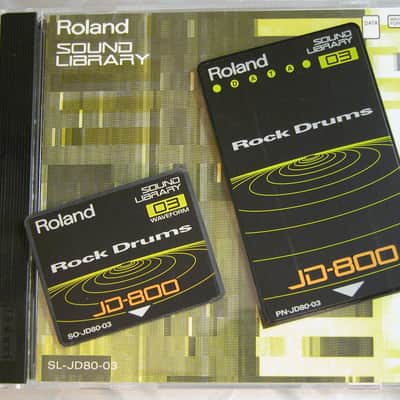 Roland
SOUND
LIBRARY
DATA
Roland
SOUND
LIBRARY
DATA
03
Rock Drums
JD-800
PN-JD80-03
Roland
SOUND
LIBRARY
03
WAVEFORM
Rock Drums
JD-800
SO-JD80-03
SL-JD80-03